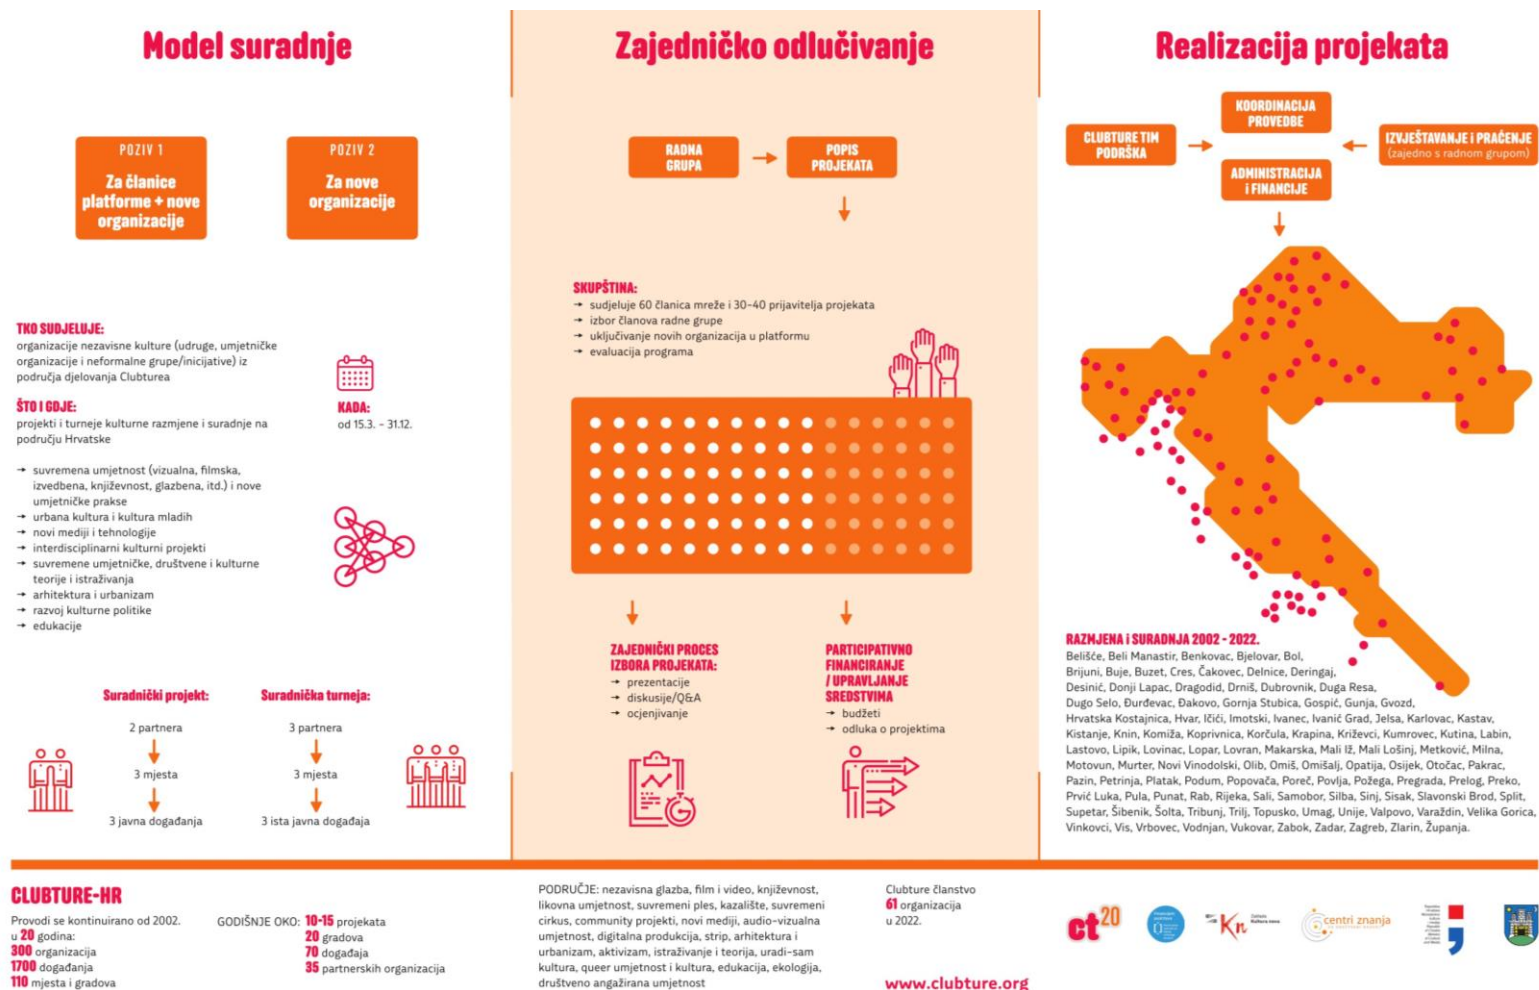 Model suradnje
POZIV 1
Za članice
platforme + nove
organizacije
POZIV 2
Za nove
organizacije
TKO SUDJELUJE:
organizacije nezavisne kulture (udruge, umjetničke
organizacije i neformalne grupe/inicijative) iz
područja djelovanja Clubturea
ŠTO I GDJE:
projekti i turneje kulturne razmjene i suradnje na
području Hrvatske
→ suvremena umjetnost (vizualna, filmska,
izvedbena, književnost, glazbena, itd.) i nove
umjetničke prakse
→ urbana kultura i kultura mladih
→ novi mediji i tehnologije
→ interdisciplinarni kulturni projekti
→ suvremene umjetničke, društvene i kulturne
teorije i istraživanja
→ arhitektura i urbanizam
→ razvoj kulturne politike
→ edukacije
KADA:
od 15.3. – 31.12.
Suradnički projekt:
2 partnera
3 mjesta
3 javna događanja
Suradnička turneja:
3 partnera
3 mjesta
3 ista javna događaja
Zajedničko odlučivanje
RADNA
GRUPA
POPIS
PROJEKATA
SKUPŠTINA:
→ sudjeluje 60 članica mreže i 30-40 prijavitelja projekata
→ izbor članova radne grupe
→ uključivanje novih organizacija u platformu
→ evaluacija programa
ZAJEDNIČKI PROCES
IZBORA PROJEKATA:
→ prezentacije
→ diskusije/Q&A
→ ocjenjivanje
PARTICIPATIVNO
FINANCIRANJE
/ UPRAVLJANJE
SREDSTVIMA
→ budžeti
→ odluka o projektima
Realizacija projekata
KOORDINACIJA
PROVEDBE
CLUBTURE TIM
PODRŠKA
IZVJEŠTAVANJE i PRAĆENJE
(zajedno s radnom grupom)
ADMINISTRACIJA
i FINANCIJE
RAZMJENA i SURADNJA 2002 - 2022.
Belišće, Beli Manastir, Benkovac, Bjelovar, Bol,
Brijuni, Buje, Buzet, Cres, Čakovec, Delnice, Deringaj,
Desinić, Donji Lapac, Dragodid, Drniš, Dubrovnik, Duga Resa,
Dugo Selo, Đurđevac, Đakovo, Gornja Stubica, Gospić, Gunja, Gvozd,
Hrvatska Kostajnica, Hvar, Ičići, Imotski, Ivanec, Ivanić Grad, Jelsa, Karlovac, Kastav,
Kistanje, Knin, Komiža, Koprivnica, Korčula, Krapina, Križevci, Kumrovec, Kutina, Labin,
Lastovo, Lipik, Lovinac, Lopar, Lovran, Makarska, Mali Iž, Mali Lošinj, Metković, Milna,
Motovun, Murter, Novi Vinodolski, Olib, Omiš, Omišalj, Opatija, Osijek, Otočac, Pakrac,
Pazin, Petrinja, Platak, Podum, Popovača, Poreč, Povlja, Požega, Pregrada, Prelog, Preko,
Prvić Luka, Pula, Punat, Rab, Rijeka, Sali, Samobor, Silba, Sinj, Sisak, Slavonski Brod, Split,
Supetar, Šibenik, Šolta, Tribunj, Trilj, Topusko, Umag, Unije, Valpovo, Varaždin, Velika Gorica,
Vinkovci, Vis, Vrbovec, Vodnjan, Vukovar, Zabok, Zadar, Zagreb, Zlarin, Županja.
CLUBTURE-HR
Provodi se kontinuirano od 2002.
u 20 godina:
300 organizacija
1700 događanja
110 mjesta i gradova
GODIŠNJE OKO: 10-15 projekata
20 gradova
70 događaja
35 partnerskih organizacija
PODRUČJE: nezavisna glazba, film i video, književnost,
likovna umjetnost, suvremeni ples, kazalište, suvremeni
cirkus, community projekti, novi mediji, audio-vizualna
umjetnost, digitalna produkcija, strip, arhitektura i
urbanizam, aktivizam, istraživanje i teorija, uradi-sam
kultura, queer umjetnost i kultura, edukacija, ekologija,
društveno angažirana umjetnost
Clubture članstvo
61 organizacija
u 2022.
www.clubture.org
ct20
Kn
Zaklada
Kultura nova
centri znanja